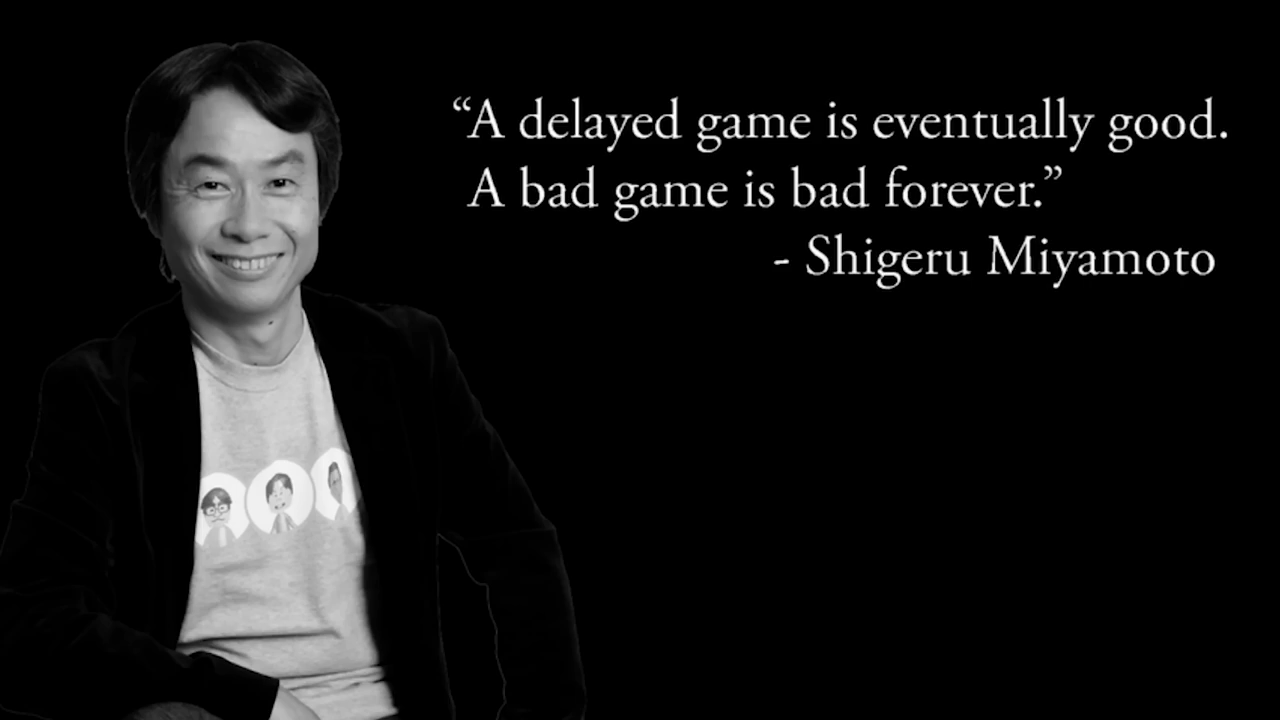 “A delayed game is eventually good.
A bad game is bad forever.”
- Shigeru Miyamoto